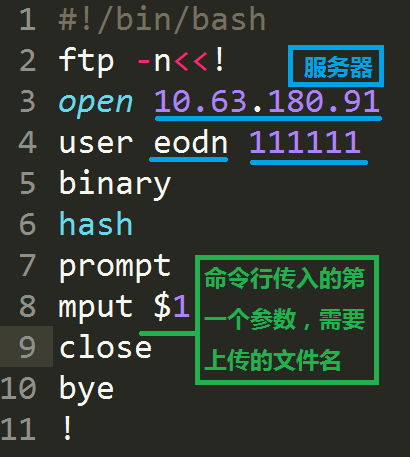 1 #!/bin/bash
2 ftp -n<<!
服务器
3 open 10.63.180.91
4 user eodn 111111
5 binary
6 hash
7 prompt
8 mput $1
命令行传入的第
一个参数，需要
上传的文件名
9 close
10 bye
11 !